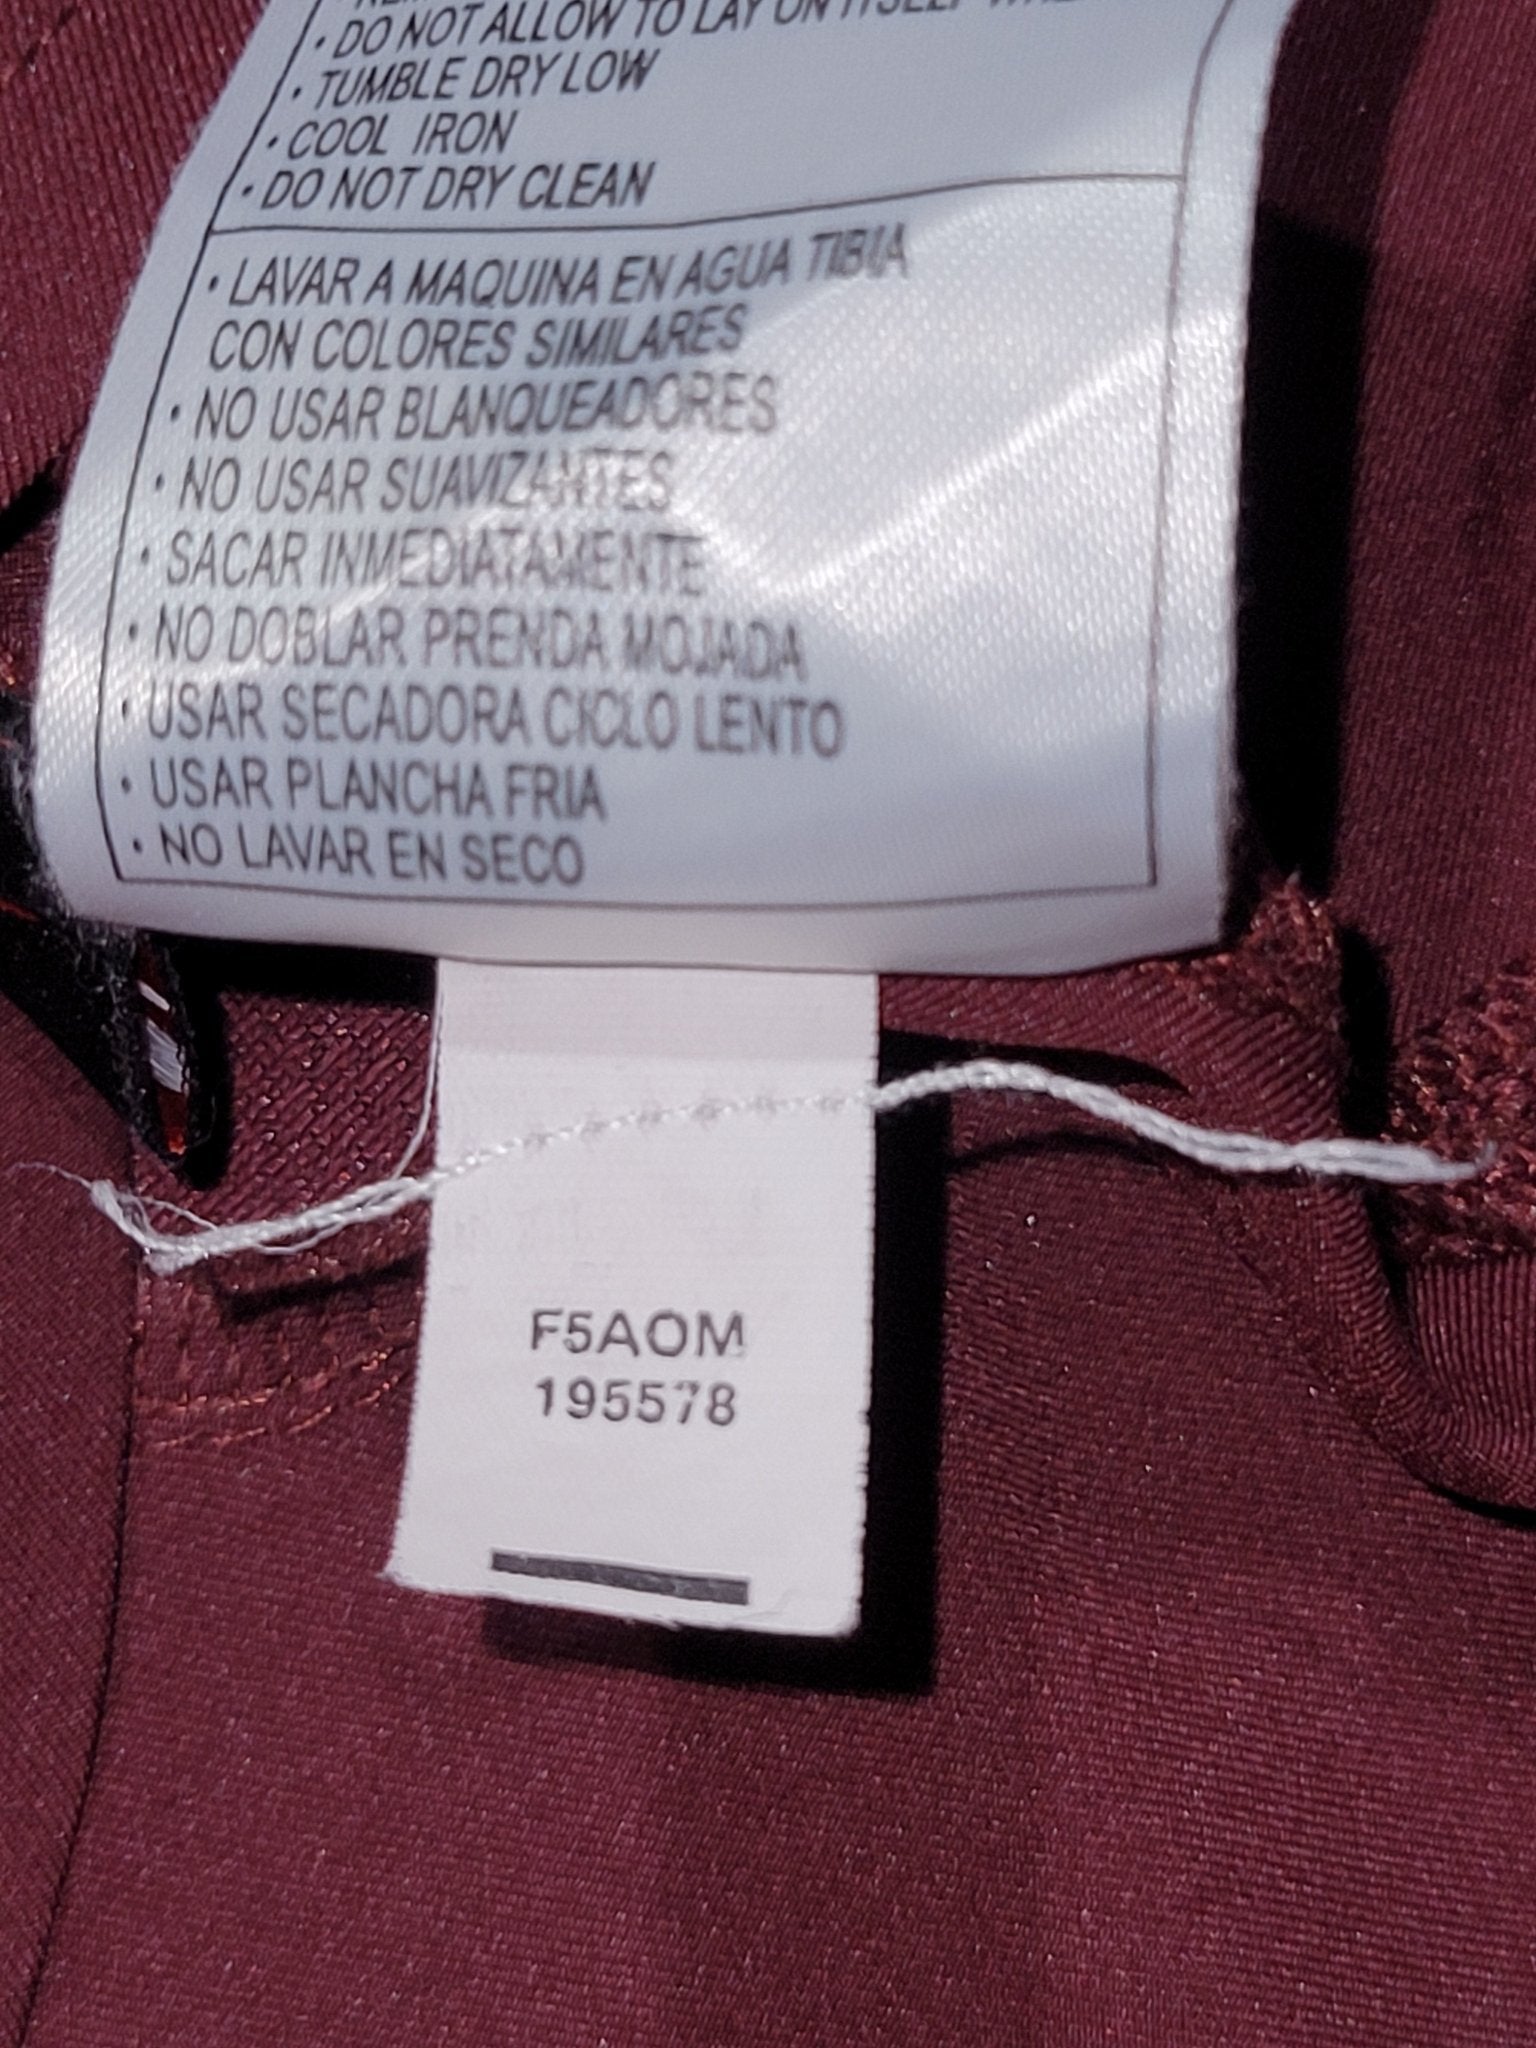 • DO NOT ALLOW TO LAY ON ITSELF
• TUMBLE DRY LOW
• COOL IRON
• DO NOT DRY CLEAN
• LAVAR A MAQUINA EN AGUA TIBIA
CON COLORES SIMILARES
• NO USAR BLANQUEADORES
• NO USAR SUAVIZANTES
• SACAR INMEDIATAMENTE
• NO DOBLAR PRENDA MOJADA
• USAR SECADORA CICLO LENTO
• USAR PLANCHA FRIA
• NO LAVAR EN SECO
F5AOM
195578